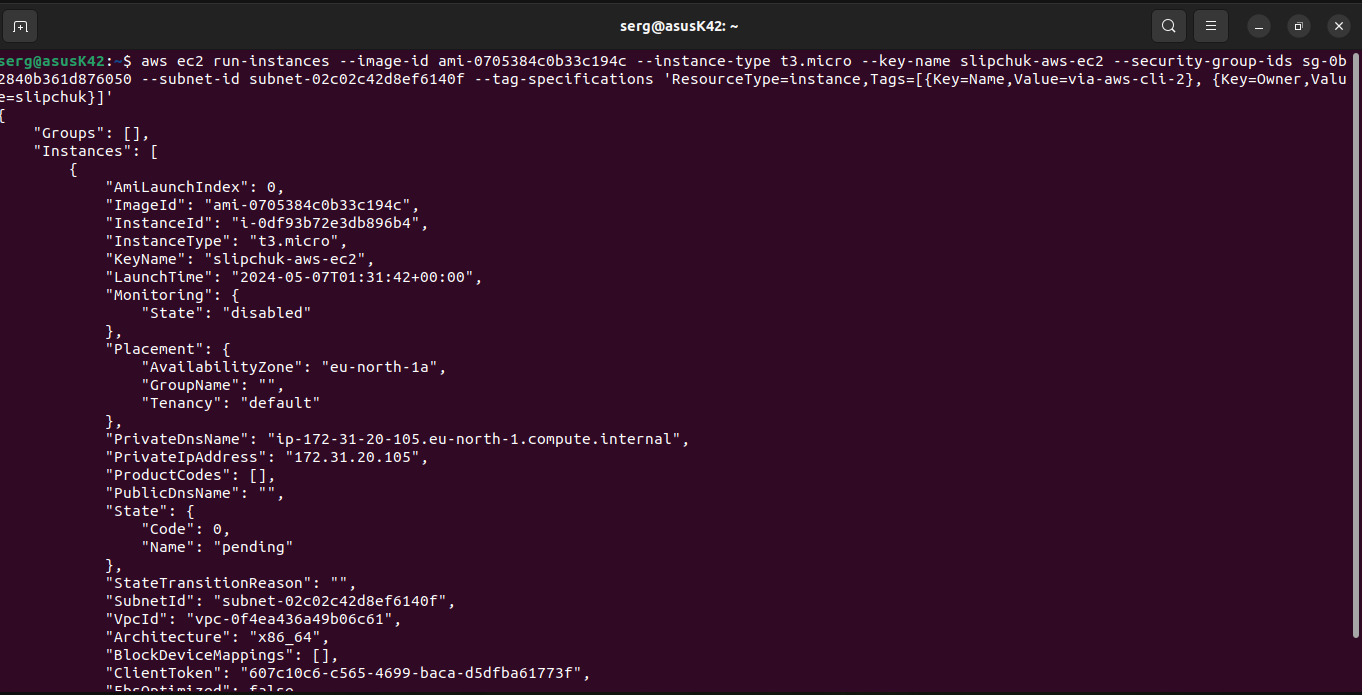 serg@asusK42: ~
serg@asusK42:~$ aws ec2 run-instances --image-id ami-0705384c0b33c194c --instance-type t3.micro --key-name slipchuk-aws-ec2 --security-group-ids sg-0b
2840b361d876050 --subnet-id subnet-02c02c42d8ef6140f --tag-specifications 'ResourceType=instance,Tags=[{Key=Name,Value=via-aws-cli-2}, {Key=Owner,Valu
e=slipchuk}]'
{
    "Groups": [],
    "Instances": [
        {
            "AmiLaunchIndex": 0,
            "ImageId": "ami-0705384c0b33c194c",
            "InstanceId": "i-0df93b72e3db896b4",
            "InstanceType": "t3.micro",
            "KeyName": "slipchuk-aws-ec2",
            "LaunchTime": "2024-05-07T01:31:42+00:00",
            "Monitoring": {
                "State": "disabled"
            },
            "Placement": {
                "AvailabilityZone": "eu-north-1a",
                "GroupName": "",
                "Tenancy": "default"
            },
            "PrivateDnsName": "ip-172-31-20-105.eu-north-1.compute.internal",
            "PrivateIpAddress": "172.31.20.105",
            "ProductCodes": [],
            "PublicDnsName": "",
            "State": {
                "Code": 0,
                "Name": "pending"
            },
            "StateTransitionReason": "",
            "SubnetId": "subnet-02c02c42d8ef6140f",
            "VpcId": "vpc-0f4ea436a49b06c61",
            "Architecture": "x86_64",
            "BlockDeviceMappings": [],
            "ClientToken": "607c10c6-c565-4699-baca-d5dfba61773f",
            "EbsOptimized": false